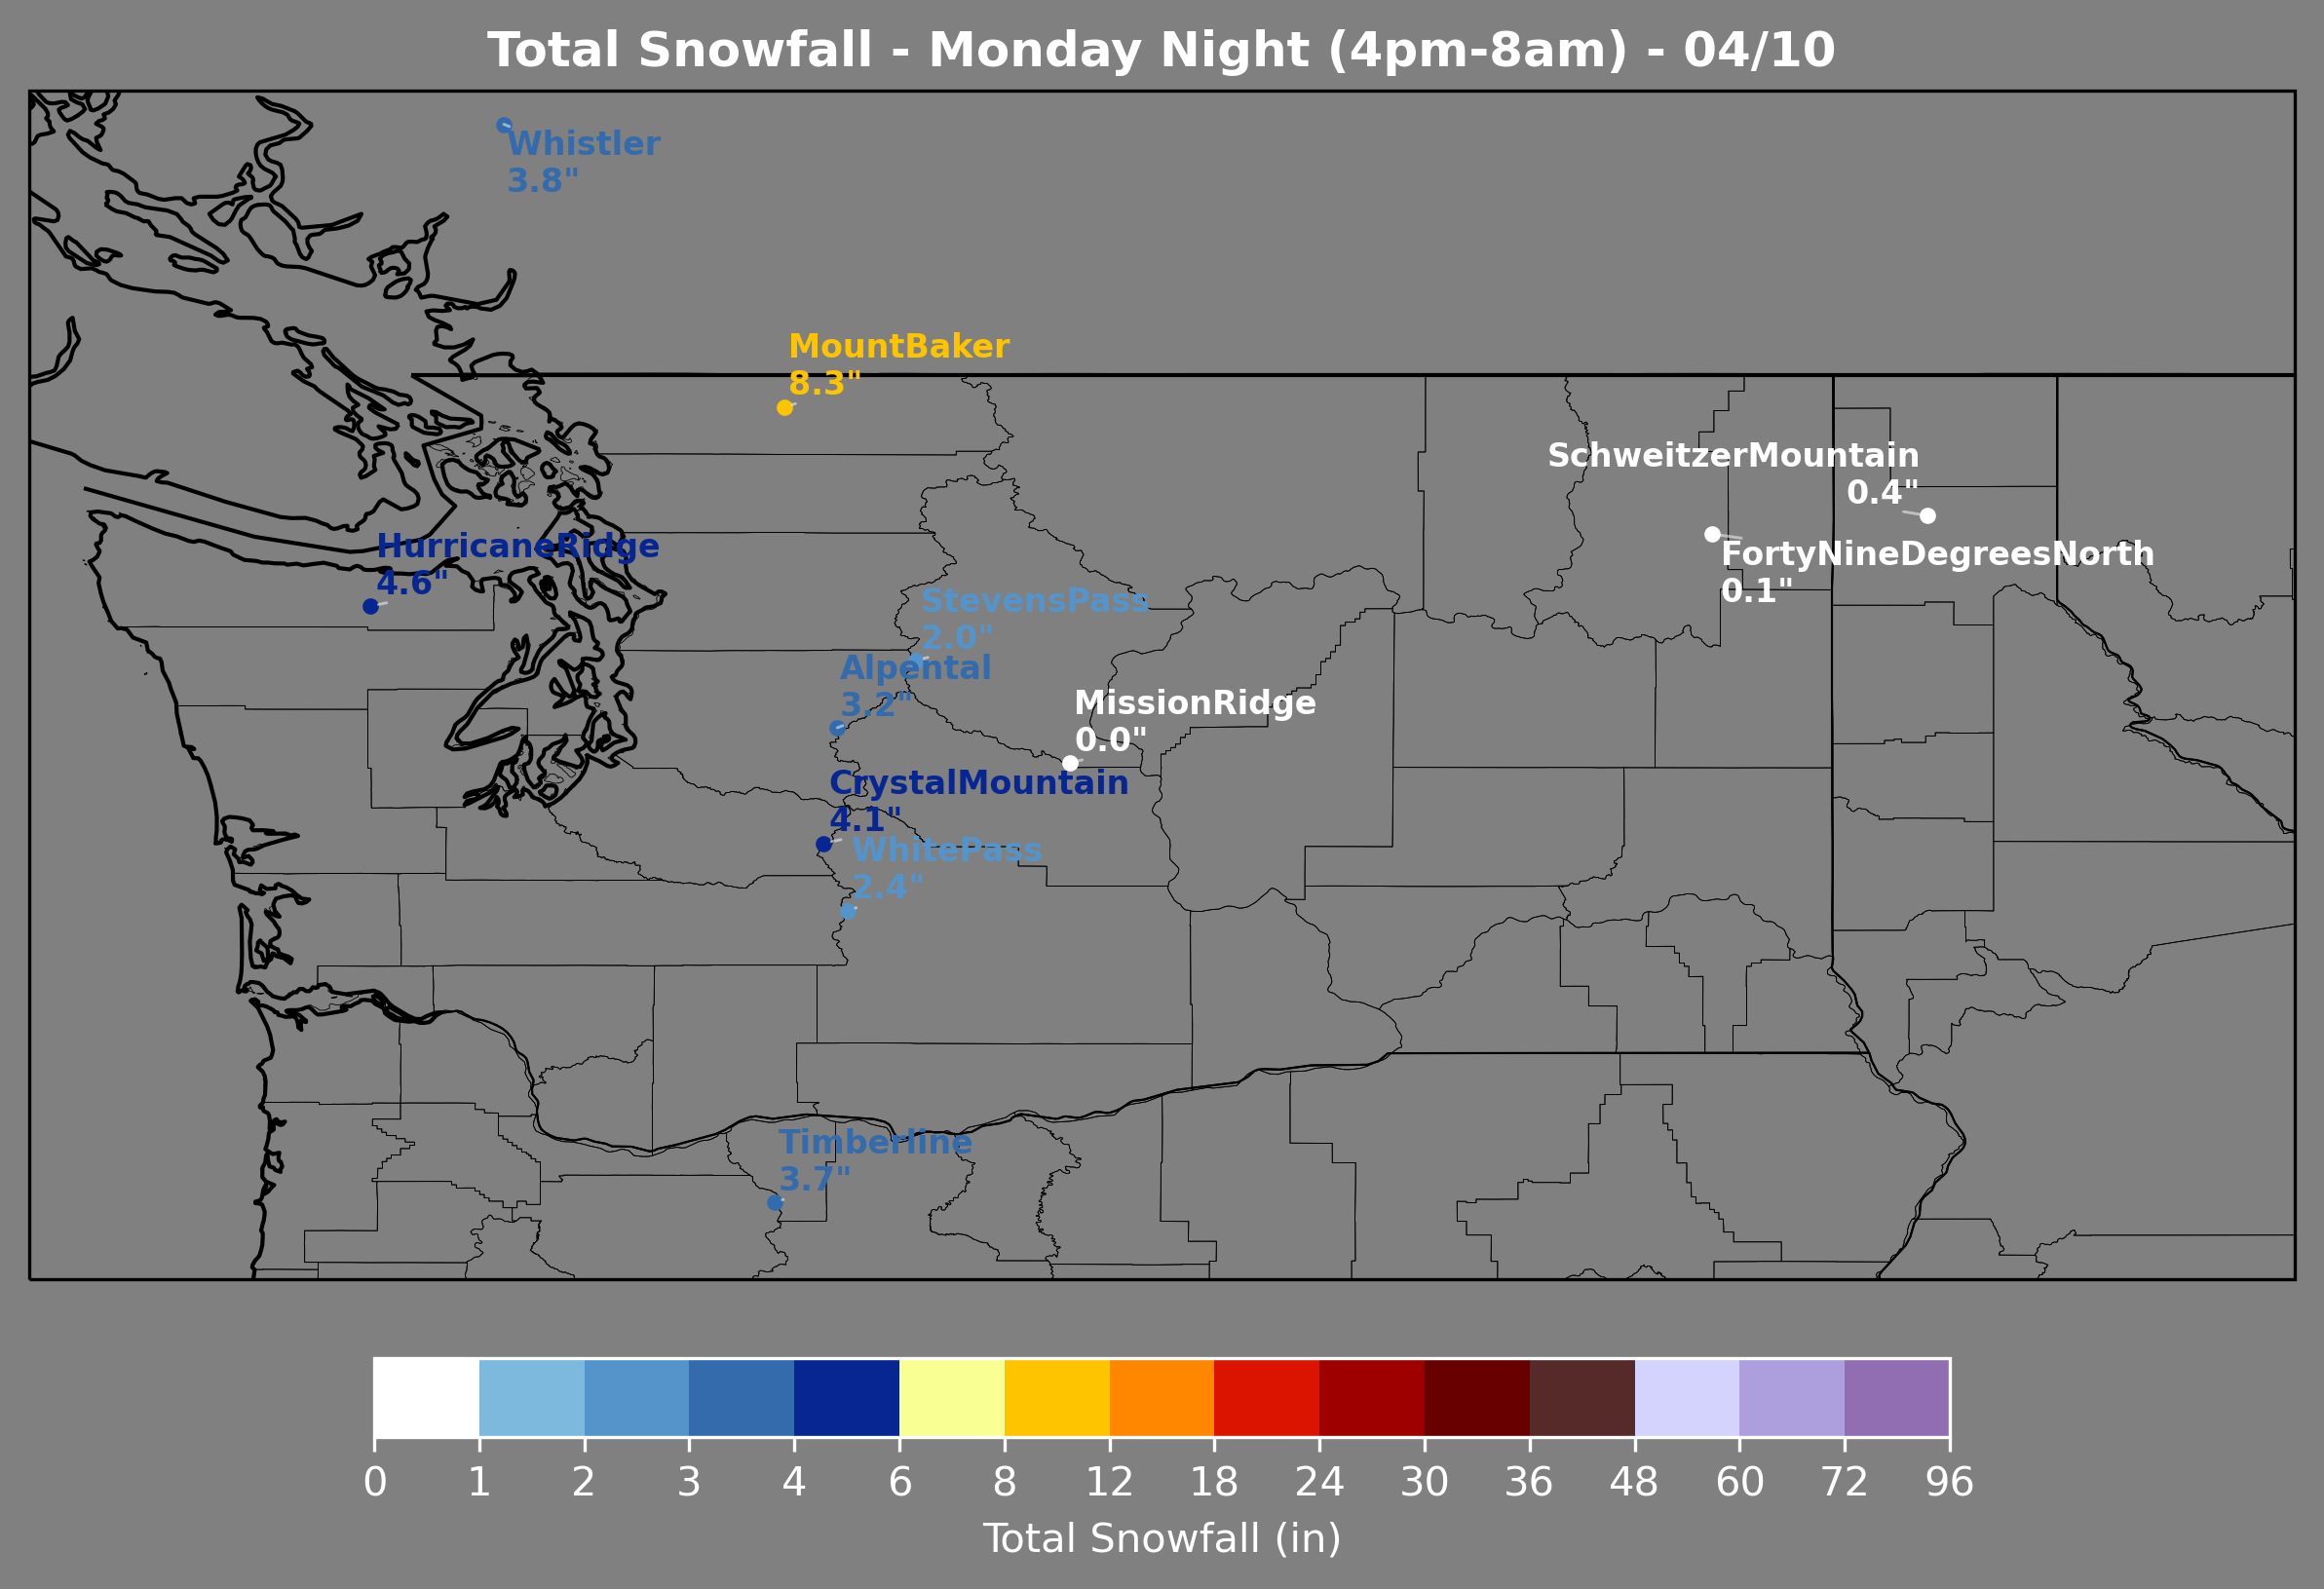 Total Snowfall - Monday Night (4pm-8am) - 04/10
Whistler
3.8"
MountBaker
8.3"
SchweitzerMountain
0.4"
FortyNineDegreesNorth
0.1"
HurricaneRidge
4.6"
StevensPass
2.0"
Alpental
3.2"
MissionRidge
0.0"
CrystalMountain
4.1"
WhitePass
2.4"
Timberline
3.7"
0 1 2 3 4 6 8 12 18 24 30 36 48 60 72 96
Total Snowfall (in)